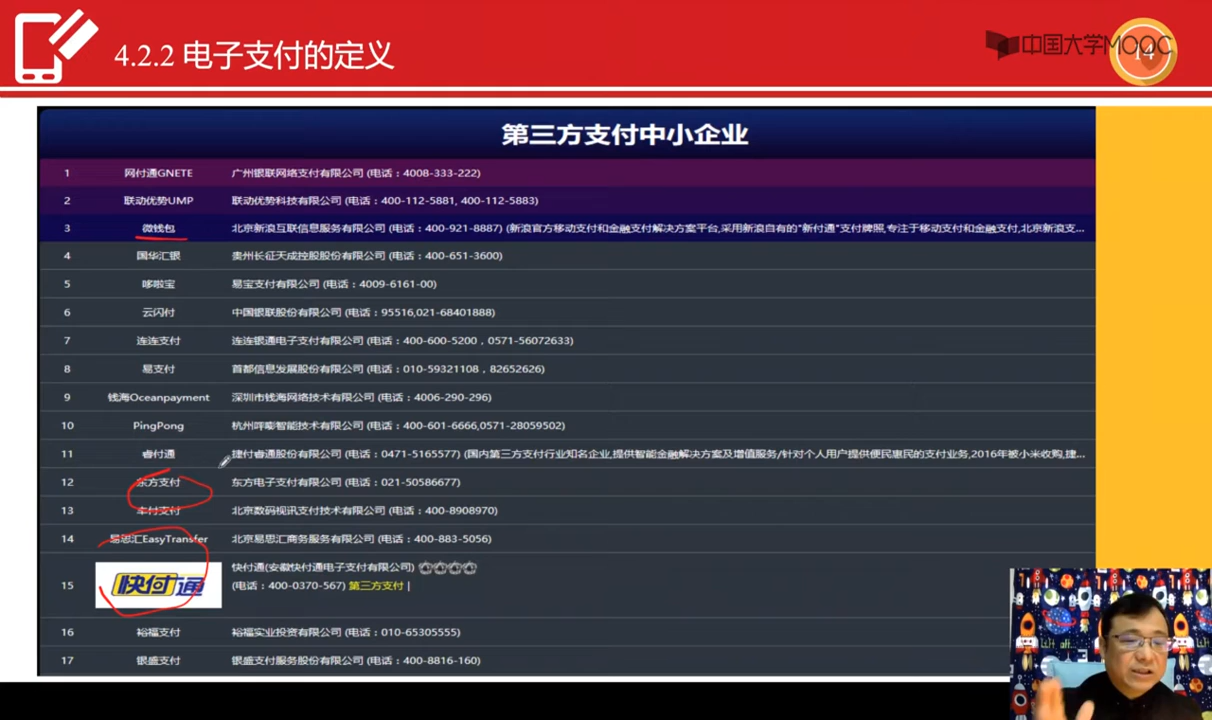 4.2.2 电子支付的定义
中国大学MOOC
14
第三方支付中小企业
1 网付通GNETE 广州银联网络支付有限公司 (电话：4008-333-222)
2 联动优势UMP 联动优势科技有限公司 (电话：400-112-5881, 400-112-5883)
3 微钱包 北京新浪互联信息服务有限公司 (电话：400-921-8887) (新浪官方移动支付和金融支付解决方案平台,采用新浪自有的"新付通"支付牌照,专注于移动支付和金融支付,北京新浪支...
4 国华汇银 贵州长征天成控股股份有限公司 (电话：400-651-3600)
5 哆啦宝 易宝支付有限公司 (电话：4009-6161-00)
6 云闪付 中国银联股份有限公司 (电话：95516,021-68401888)
7 连连支付 连连银通电子支付有限公司 (电话：400-600-5200，0571-56072633)
8 易支付 首都信息发展股份有限公司 (电话：010-59321108，82652626)
9 钱海Oceanpayment 深圳市钱海网络技术有限公司 (电话：4006-290-296)
10 PingPong 杭州呯嘭智能技术有限公司 (电话：400-601-6666,0571-28059502)
11 睿付通 捷付睿通股份有限公司 (电话：0471-5165577) (国内第三方支付行业知名企业,提供智能金融解决方案及增值服务/针对个人用户提供便民惠民的支付业务,2016年被小米收购,捷...
12 东方支付 东方电子支付有限公司 (电话：021-50586677)
13 车付支付 北京数码视讯支付技术有限公司 (电话：400-8908970)
14 易思汇EasyTransfer 北京易思汇商务服务有限公司 (电话：400-883-5056)
15 快付通 快付通(安徽快付通电子支付有限公司)
(电话：400-0370-567) 第三方支付 |
16 裕福支付 裕福实业投资有限公司 (电话：010-65305555)
17 银盛支付 银盛支付服务股份有限公司 (电话：400-8816-160)